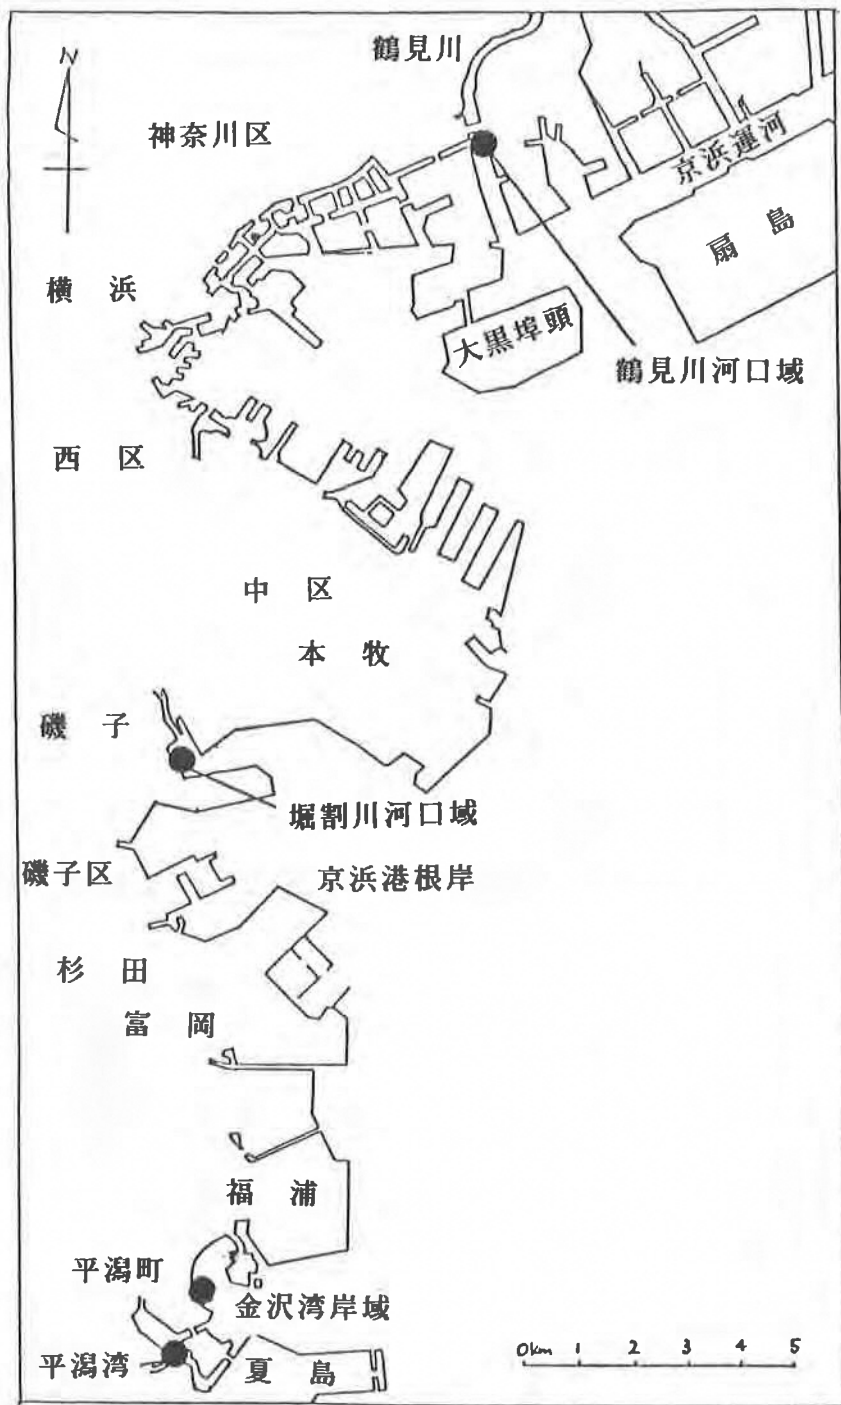 鶴見川
N
神奈川区
京浜運河
扇島
横浜
大黒埠頭
鶴見川河口域
西区
中区
本牧
磯子
堀割川河口域
磯子区
京浜港根岸
杉田
富岡
福浦
平潟町
金沢湾岸域
平潟湾
夏島
0km 1 2 3 4 5